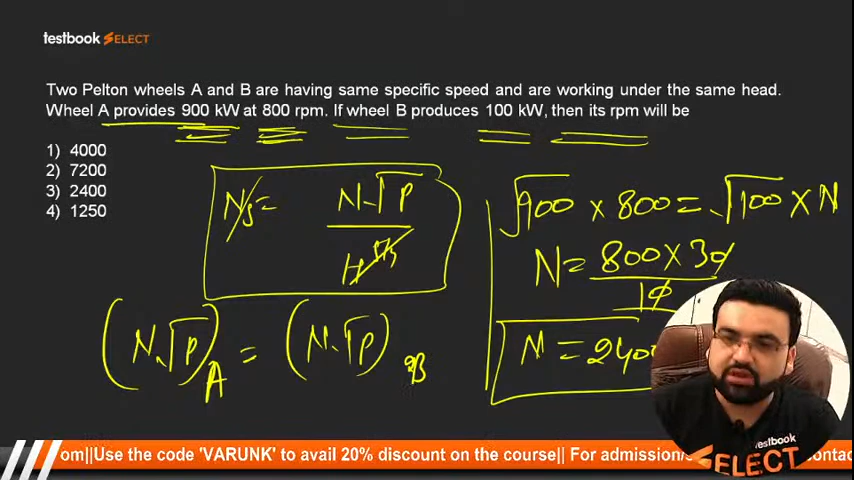 testbook SELECT
Two Pelton wheels A and B are having same specific speed and are working under the same head.
Wheel A provides 900 kW at 800 rpm. If wheel B produces 100 kW, then its rpm will be
1) 4000
2) 7200
3) 2400
4) 1250
Ns = N√P / H^5/4
(N√P)A = (N√P)B
√900 × 800 = √100 × N
N = 800 × 30 / 10
N = 240
testbook
SELECT
om||Use the code 'VARUNK' to avail 20% discount on the course|| For admission/
contac